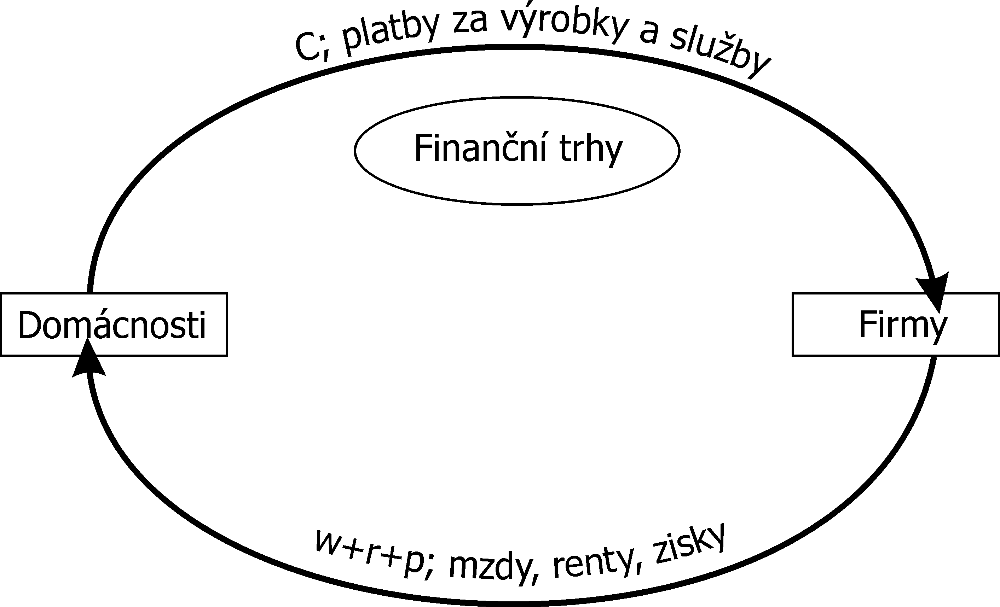 C; platby za výrobky a služby
Finanční trhy
Domácnosti
Firmy
w+r+p; mzdy, renty, zisky